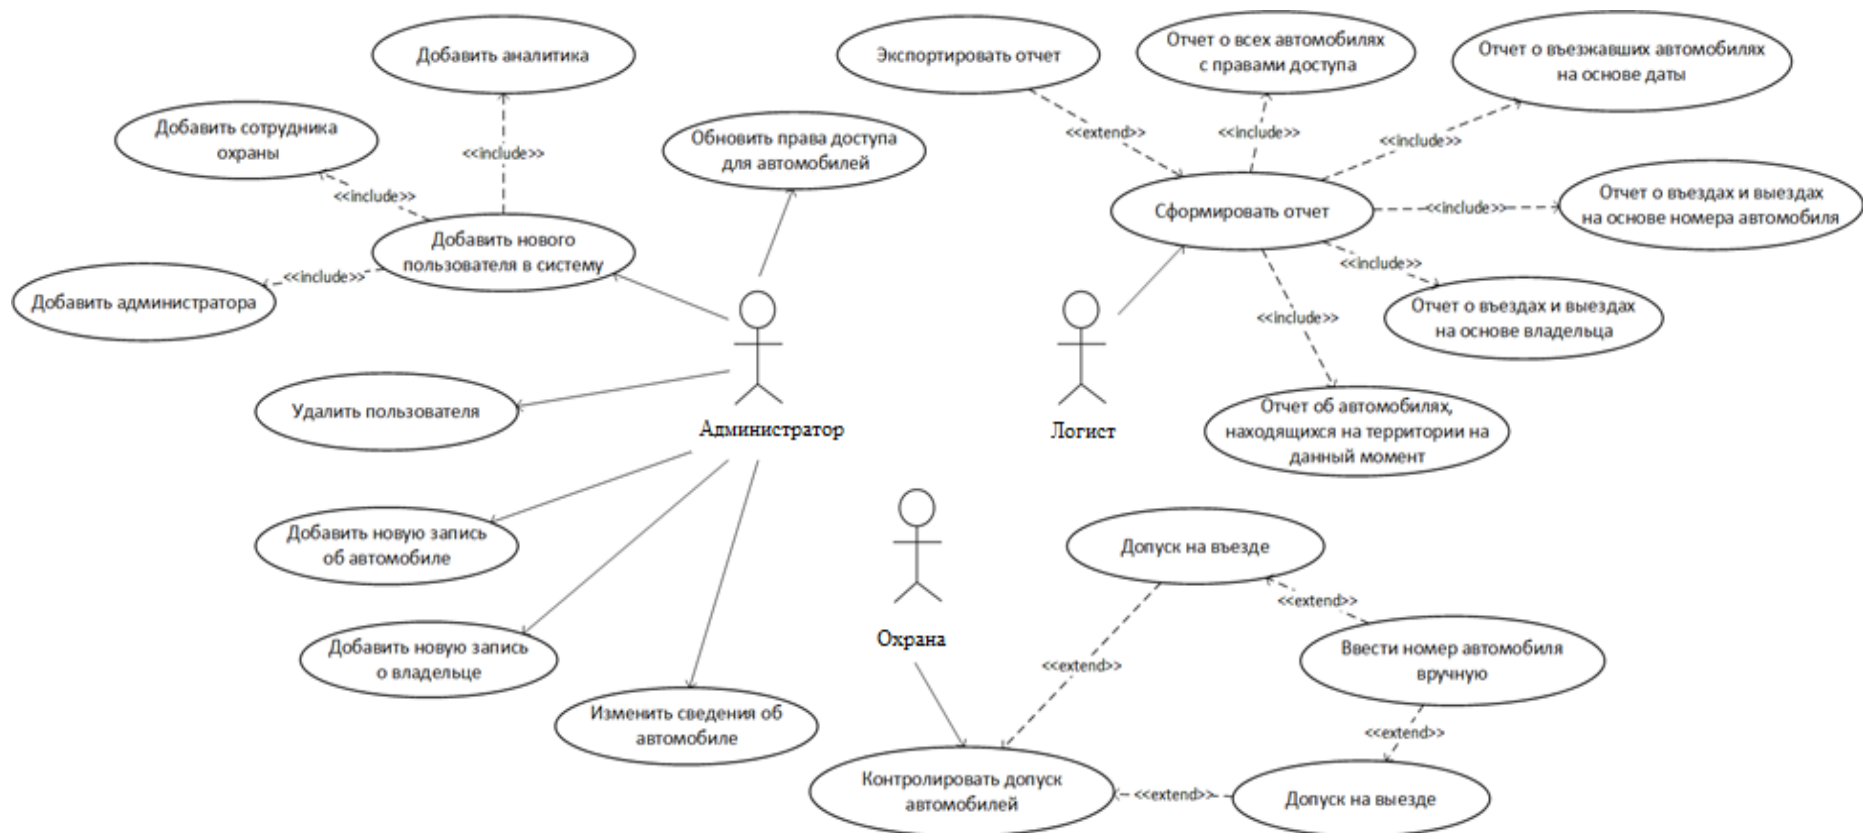 Добавить аналитика
Экспортировать отчет
Отчет о всех автомобилях
с правами доступа
Отчет о въезжавших автомобилях
на основе даты
Добавить сотрудника
охраны
<<include>>
Обновить права доступа
для автомобилей
<<extend>>
<<include>>
<<include>>
<<include>>
Добавить нового
пользователя в систему
Сформировать отчет
<<include>>
Отчет о въездах и выездах
на основе номера автомобиля
<<include>>
Добавить администратора
<<include>>
<<include>>
Отчет о въездах и выездах
на основе владельца
Удалить пользователя
Администратор
Логист
Отчет об автомобилях,
находящихся на территории на
данный момент
Добавить новую запись
об автомобиле
Допуск на въезде
<<extend>>
Охрана
Добавить новую запись
о владельце
<<extend>>
Ввести номер автомобиля
вручную
Изменить сведения об
автомобиле
<<extend>>
Контролировать допуск
автомобилей
<<extend>>
Допуск на выезде